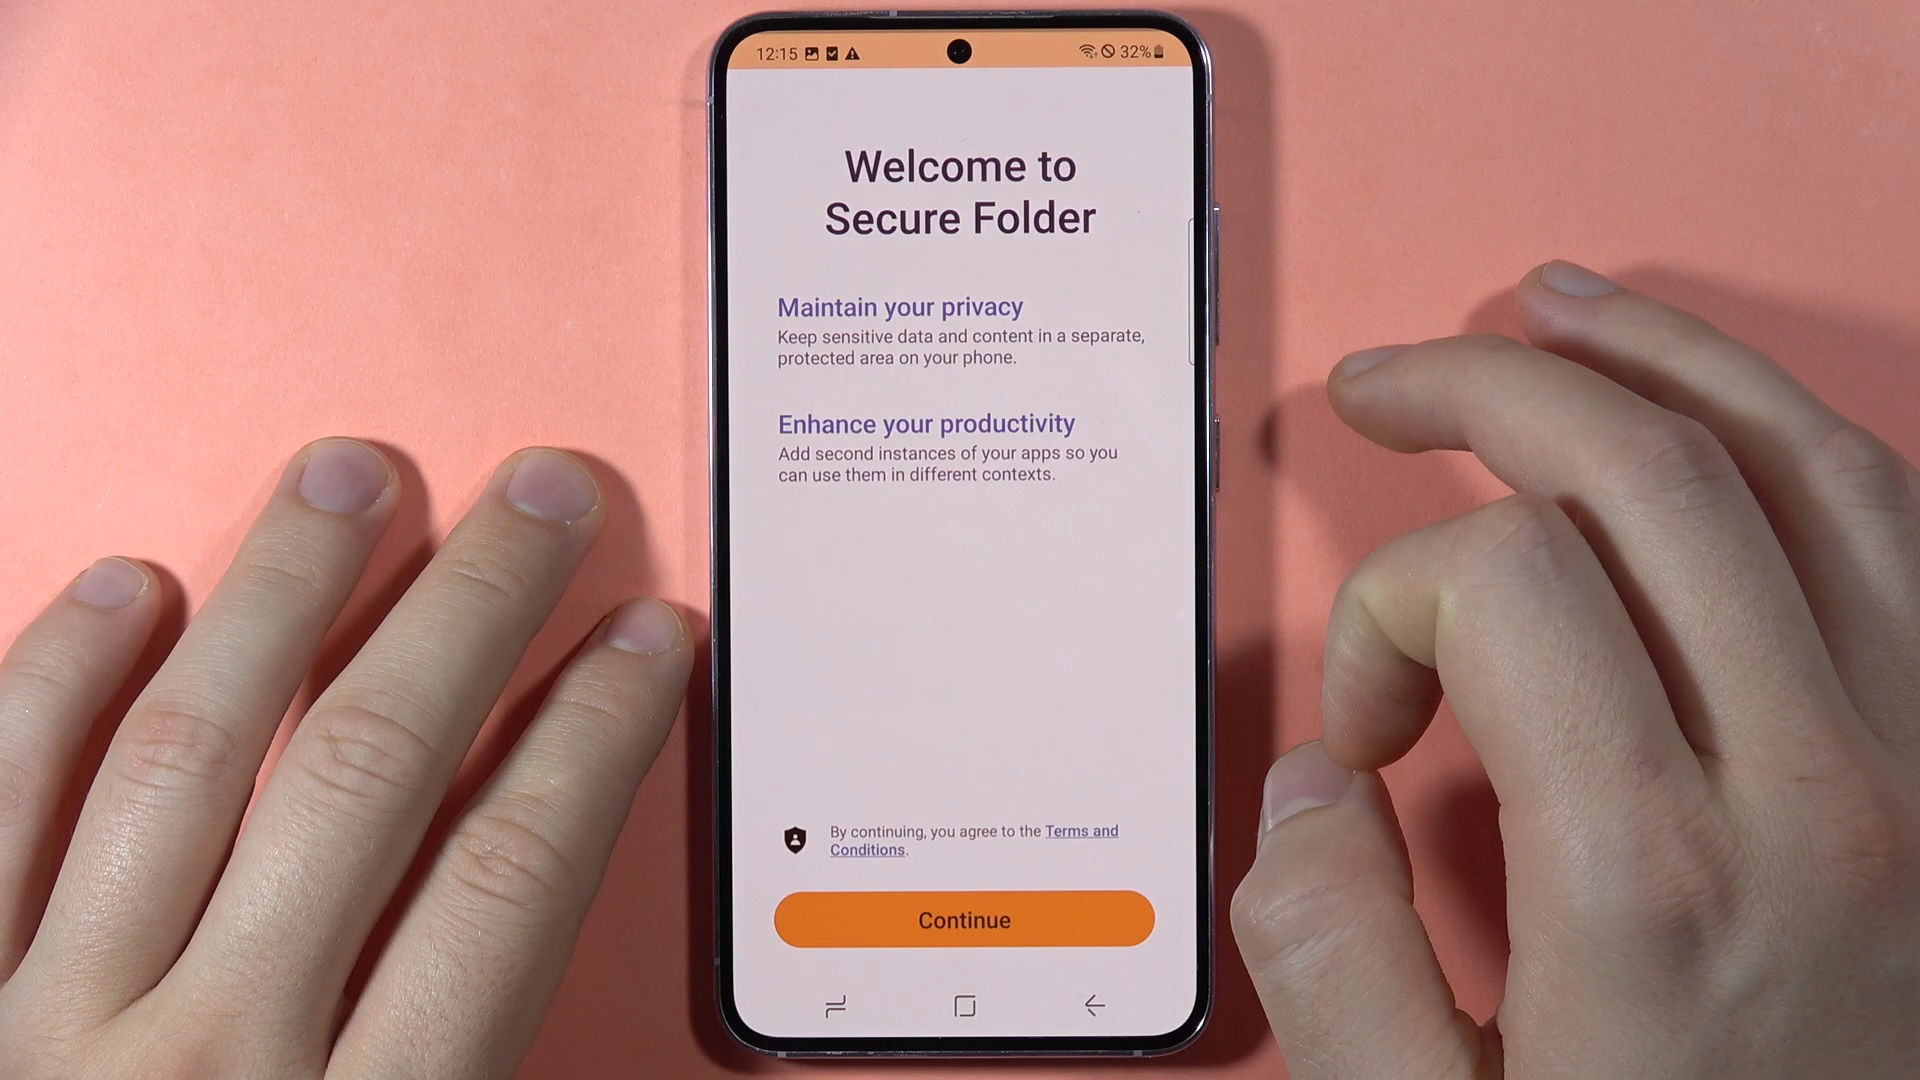 12:15 32%
Welcome to
Secure Folder
Maintain your privacy
Keep sensitive data and content in a separate,
protected area on your phone.
Enhance your productivity
Add second instances of your apps so you
can use them in different contexts.
By continuing, you agree to the Terms and
Conditions.
Continue